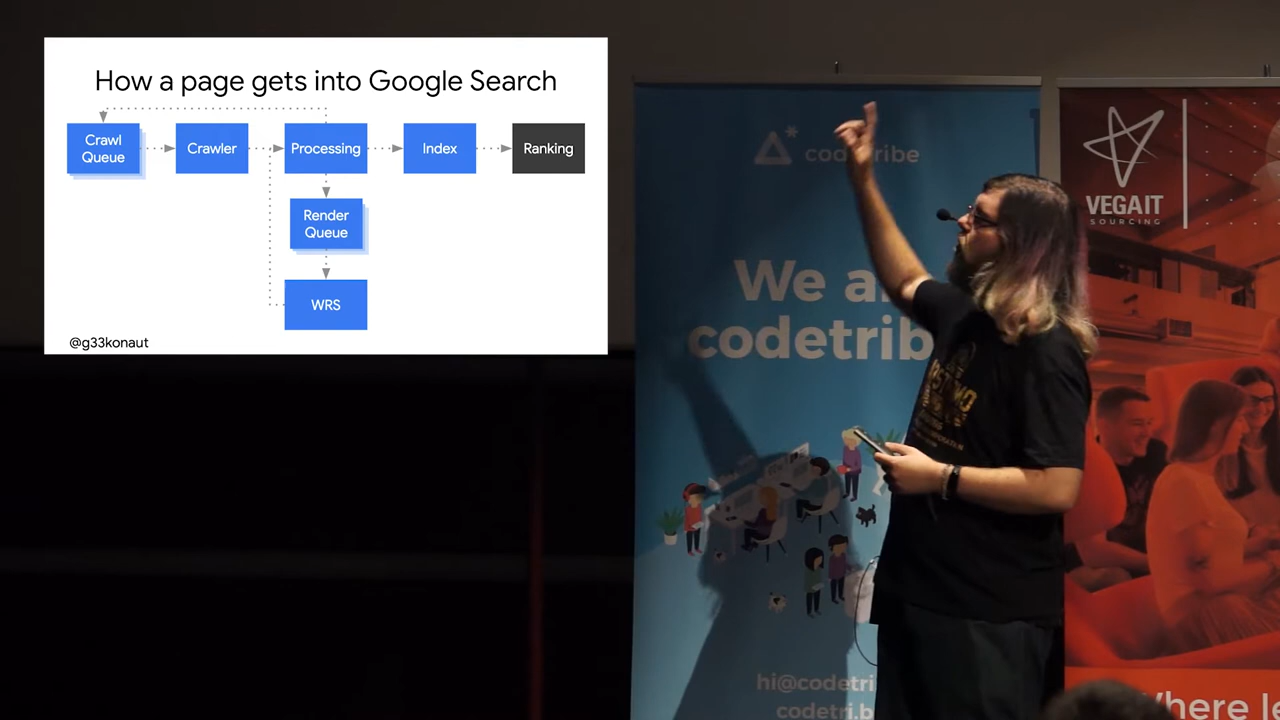 How a page gets into Google Search
Crawl
Queue
Crawler
Processing
Index
Ranking
Render
Queue
WRS
@g33konaut
codetribe
We
codetrib
hi@codetri
codetri.b
VEGAIT
SOURCING
here le